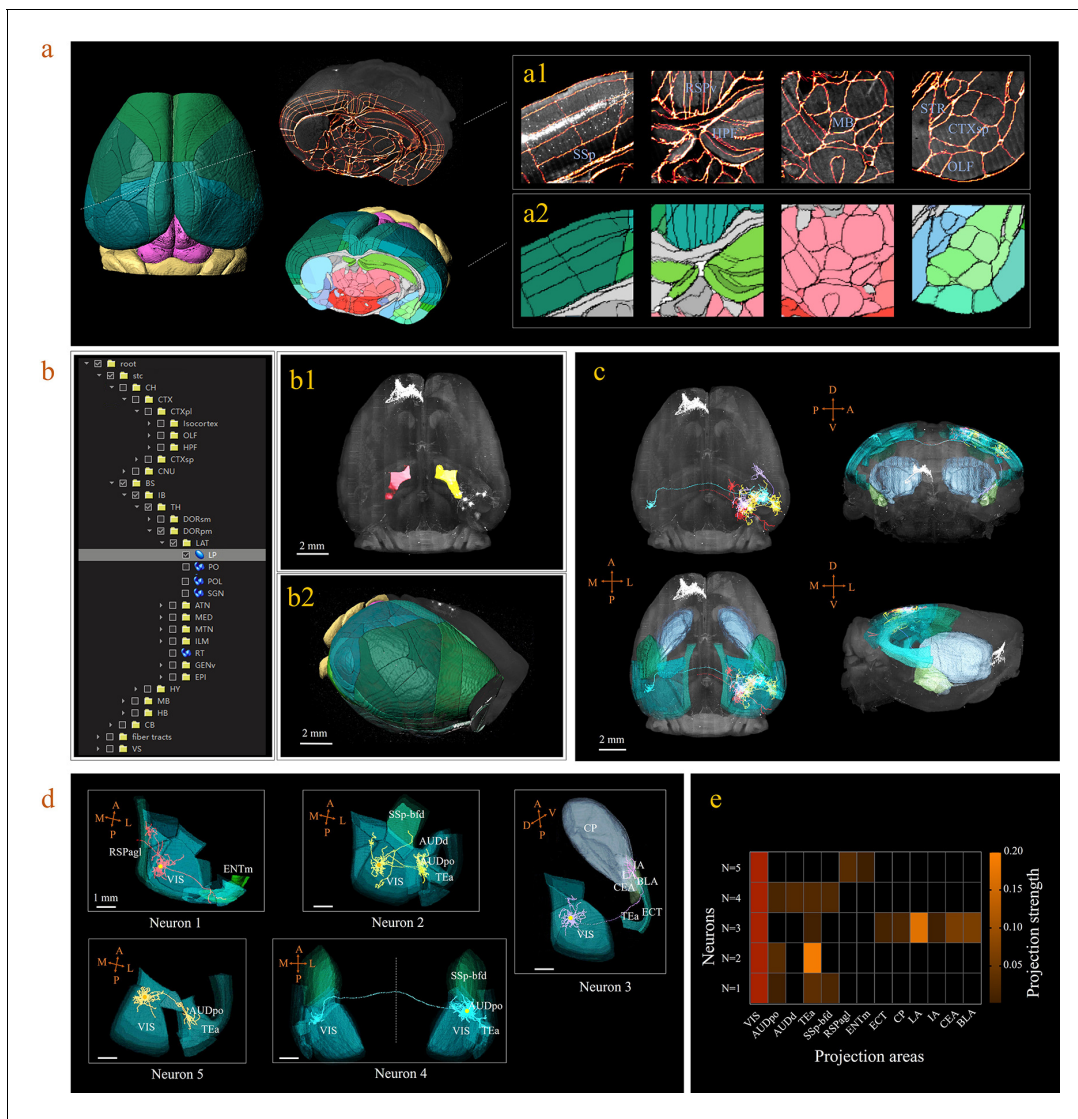 a
a1
RSPv
HPF
SSp
MB
STR
CTXsp
OLF
a2
b
root
stc
CH
CTX
CTXpl
Isocortex
OLF
HPF
CTXsp
CNU
BS
IB
TH
DORsm
DORpm
LAT
LP
PO
POL
SGN
ATN
MED
MTN
ILM
RT
GENv
EPI
HY
MB
HB
CB
fiber tracts
VS
b1
2 mm
b2
2 mm
c
D
P A
V
A
M L
P
D
M L
V
2 mm
d
A
M L
P
RSPagl
VIS
ENTm
1 mm
Neuron 1
A
M L
P
SSp-bfd
AUDd
AUDpo
VIS
TEa
Neuron 2
A
V
D
P
CP
IA
LA
BLA
CEA
TEa
ECT
VIS
Neuron 3
A
M L
P
AUDpo
VIS
TEa
Neuron 5
A
M L
P
SSp-bfd
AUDpo
VIS
VIS
TEa
Neuron 4
e
Neurons
N=5
N=4
N=3
N=2
N=1
VIS
AUDpo
AUDd
TEa
SSp-bfd
RSPagl
ENTm
ECT
CP
LA
IA
CEA
BLA
Projection areas
0.20
0.15
0.10
0.05
Projection strength